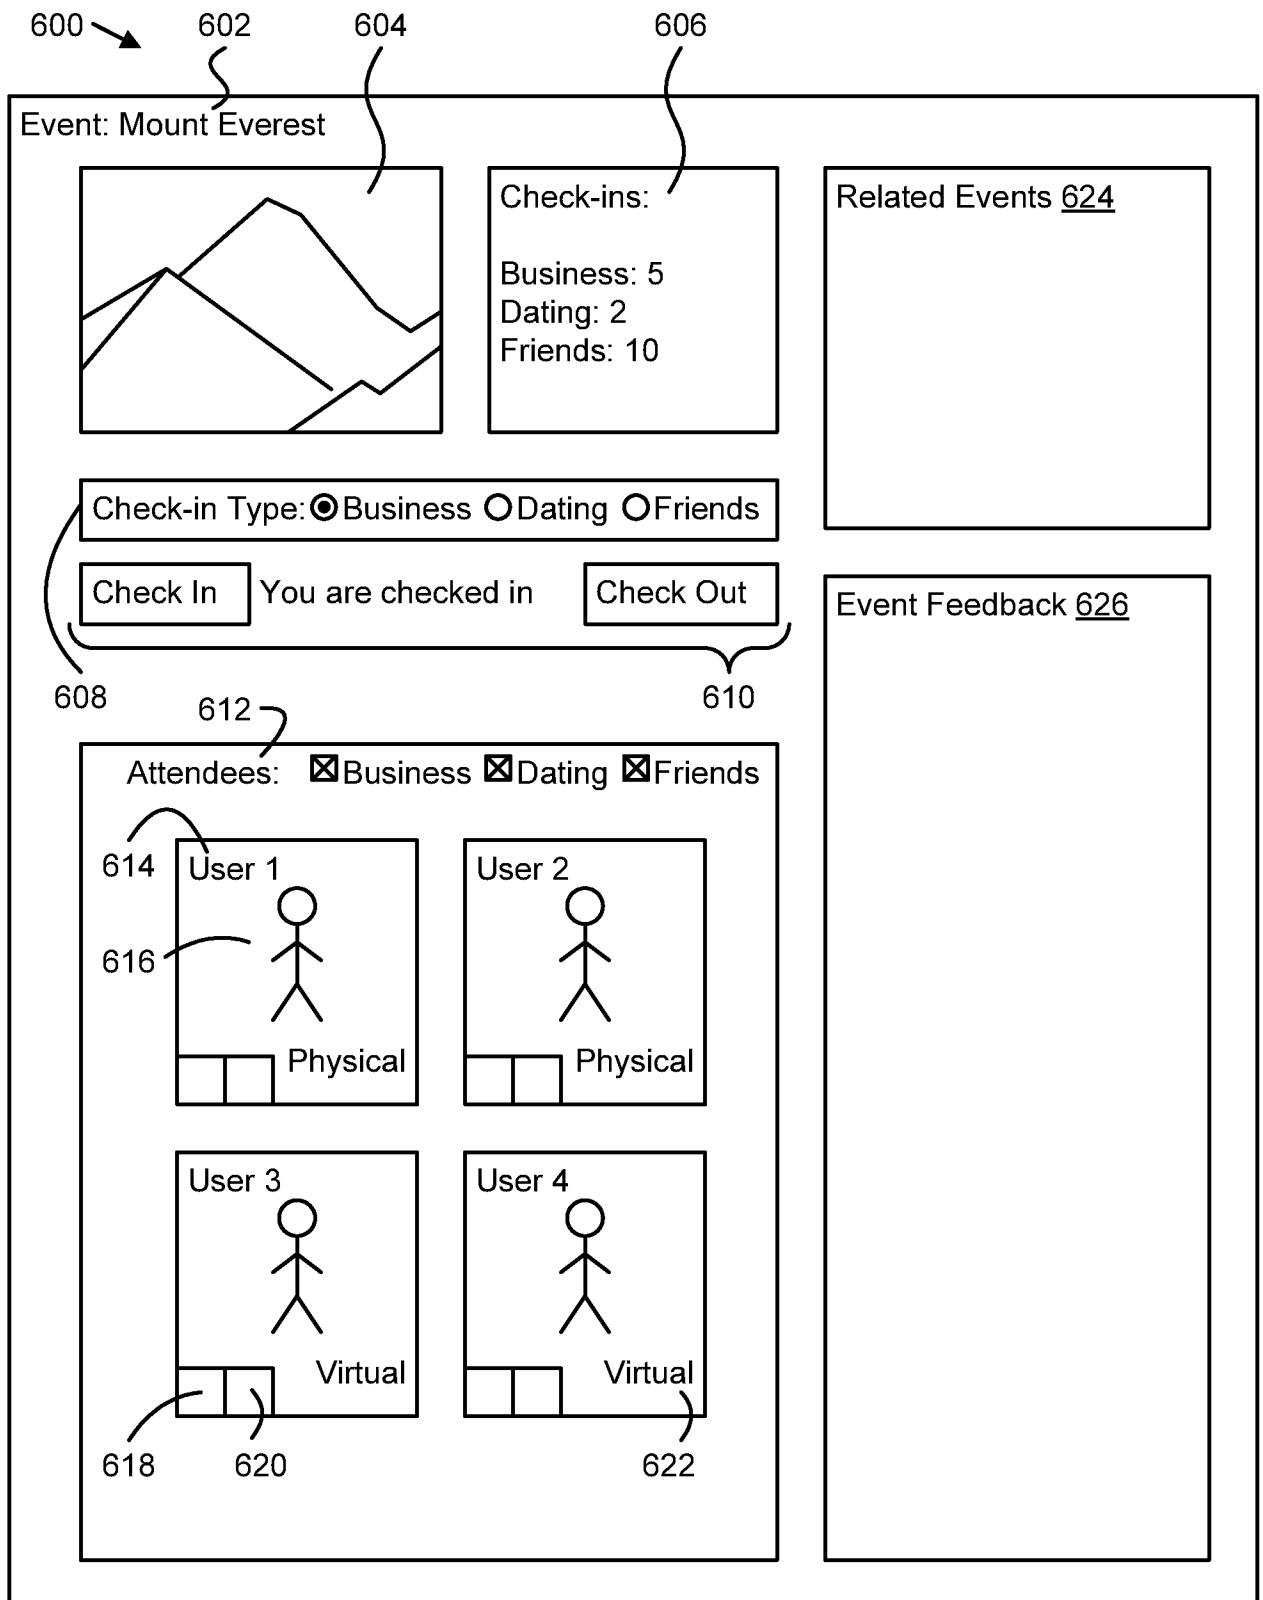 600 602 604 606
Event: Mount Everest
Check-ins:
Business: 5
Dating: 2
Friends: 10
Related Events 624
Check-in Type: Business Dating Friends
Check In You are checked in Check Out
Event Feedback 626
608
610
612
Attendees: Business Dating Friends
614
User 1
User 2
616
Physical
Physical
User 3
User 4
Virtual
Virtual
618 620 622